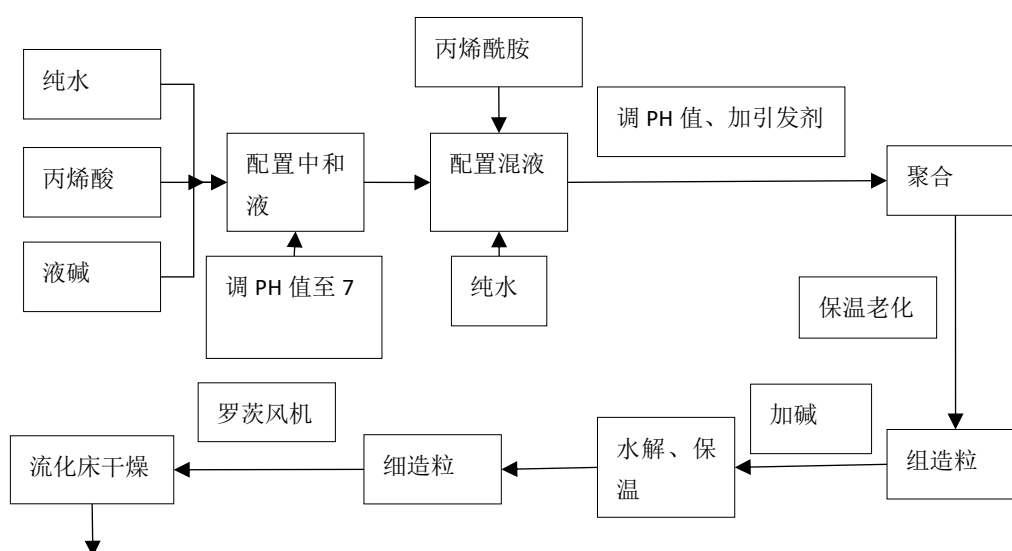 丙烯酰胺
纯水
调 PH 值、加引发剂
丙烯酸
配置中和
液
配置混液
聚合
液碱
调 PH 值至 7
纯水
保温老化
罗茨风机
加碱
流化床干燥
细造粒
水解、保
温
组造粒